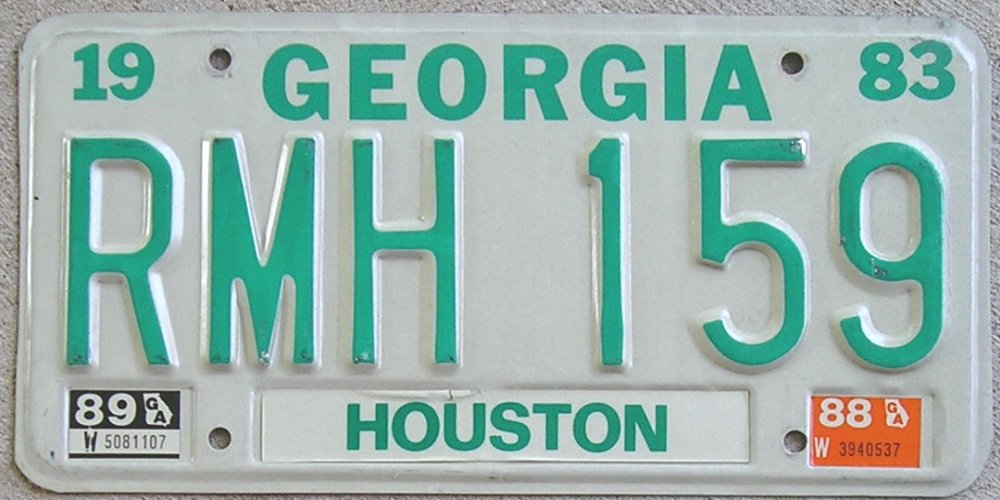 19 GEORGIA 83
RMH 159
89 GA HOUSTON 88 GA
W 5081107 W 3940537